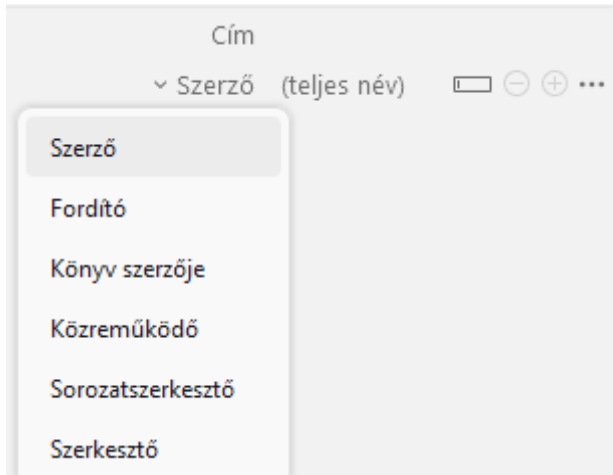 Cím
Szerző (teljes név)
Szerző
Fordító
Könyv szerzője
Közreműködő
Sorozatszerkesztő
Szerkesztő